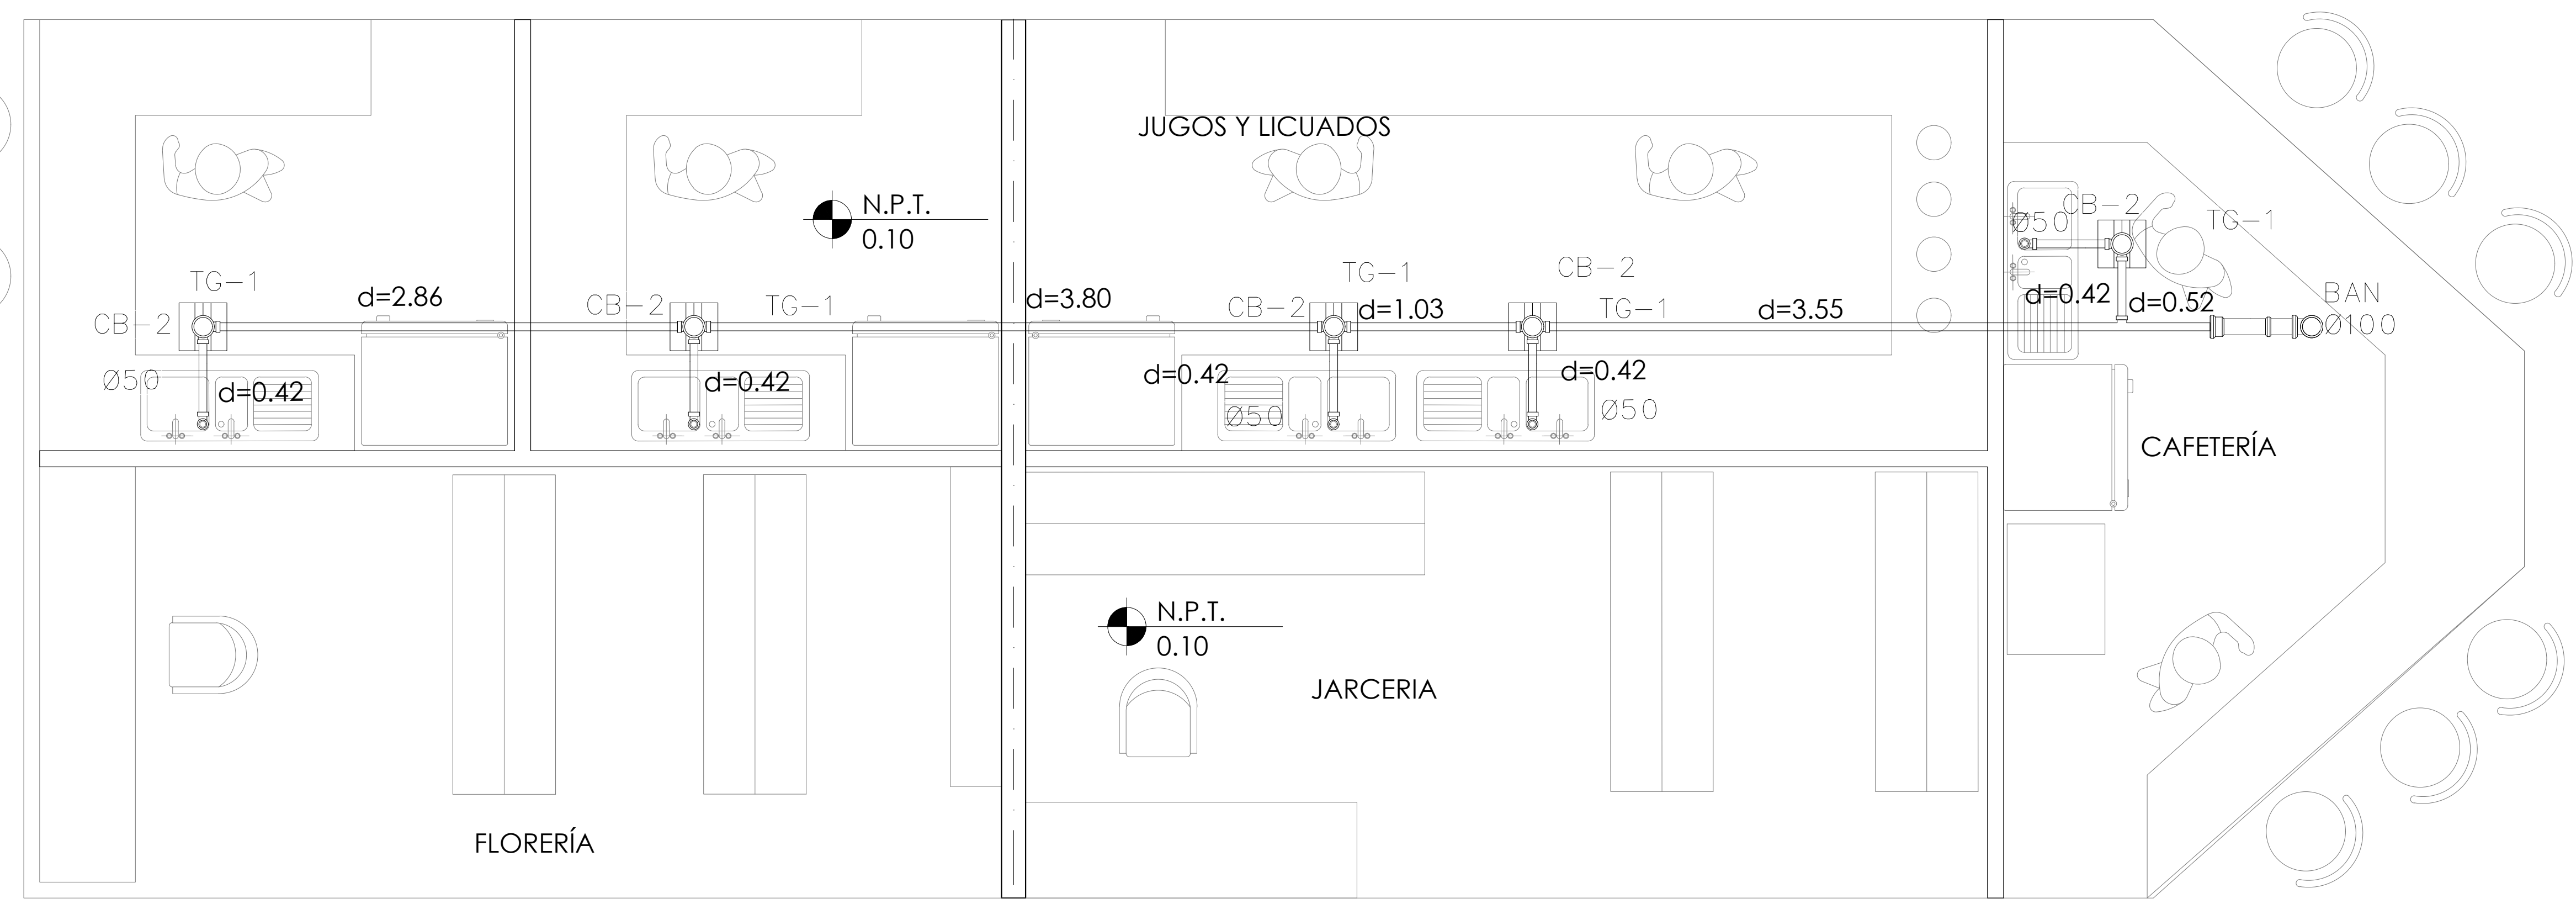 JUGOS Y LICUADOS
N.P.T.
0.10
CB-2
Ø50
TG-1
TG-1
d=2.86
CB-2
TG-1
d=3.80
TG-1
CB-2
d=1.03
CB-2
TG-1
d=3.55
d=0.42
d=0.52
BAN
Ø100
CB-2
Ø50
d=0.42
d=0.42
d=0.42
Ø50
d=0.42
Ø50
CAFETERÍA
N.P.T.
0.10
JARCERIA
FLORERÍA